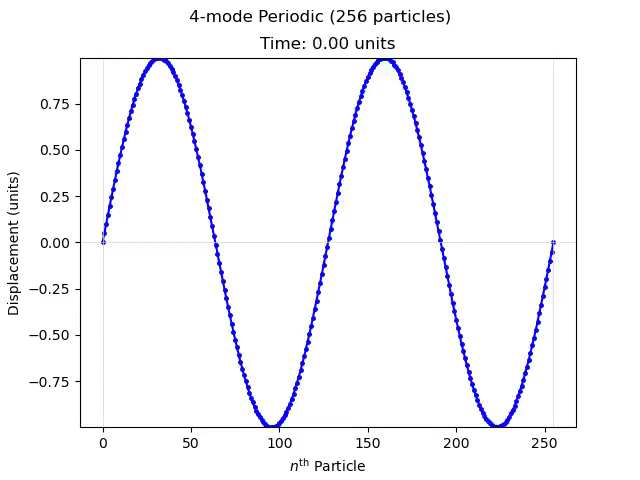 4-mode Periodic (256 particles)
Time: 0.00 units
0.75
0.50
0.25
0.00
−0.25
−0.50
−0.75
Displacement (units)
0 50 100 150 200 250
nᵗʰ Particle